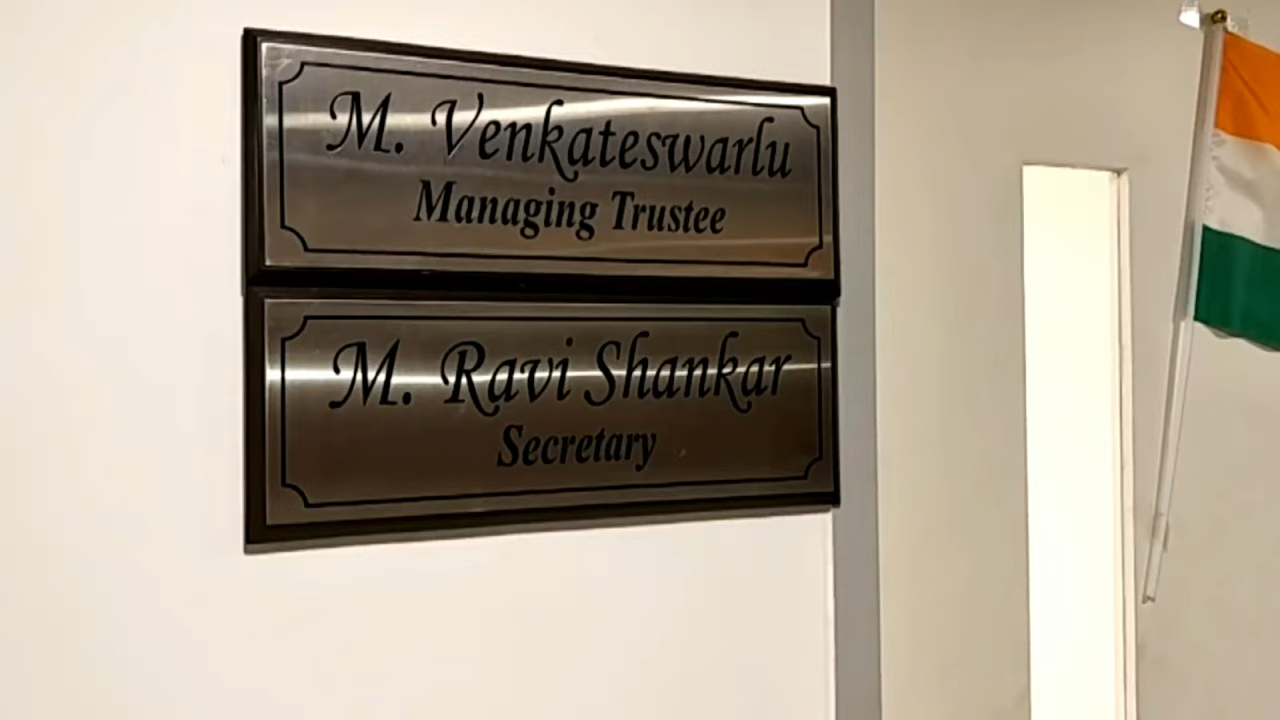 M. Venkateswarlu
Managing Trustee
M. Ravi Shankar
Secretary